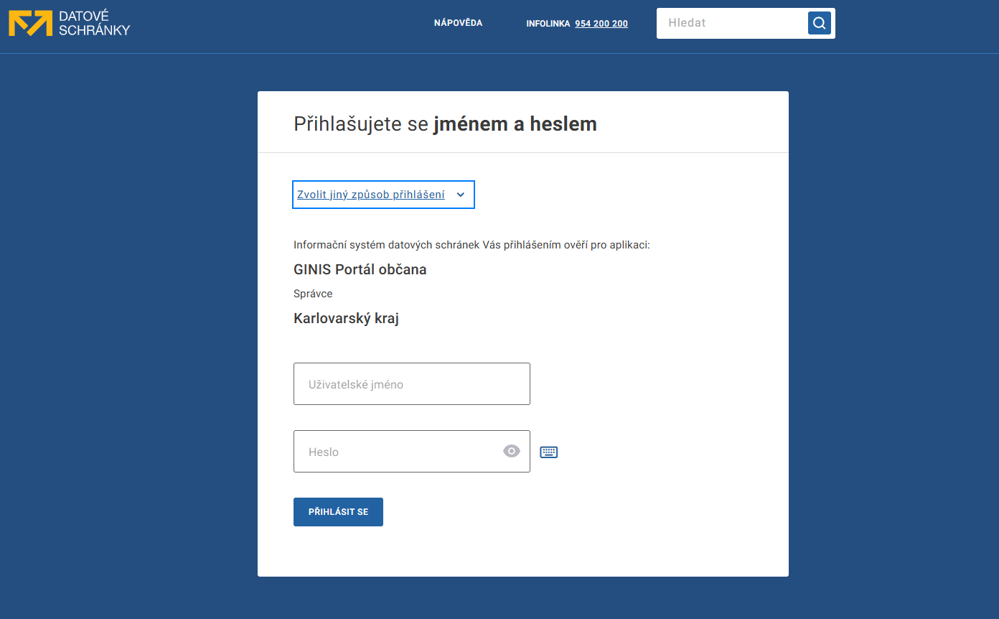 DATOVÉ
SCHRÁNKY
NÁPOVĚDA
INFOLINKA 954 200 200
Hledat
Přihlašujete se jménem a heslem
Zvolit jiný způsob přihlášení
Informační systém datových schránek Vás přihlášením ověří pro aplikaci:
GINIS Portál občana
Správce
Karlovarský kraj
Uživatelské jméno
Heslo
PŘIHLÁSIT SE